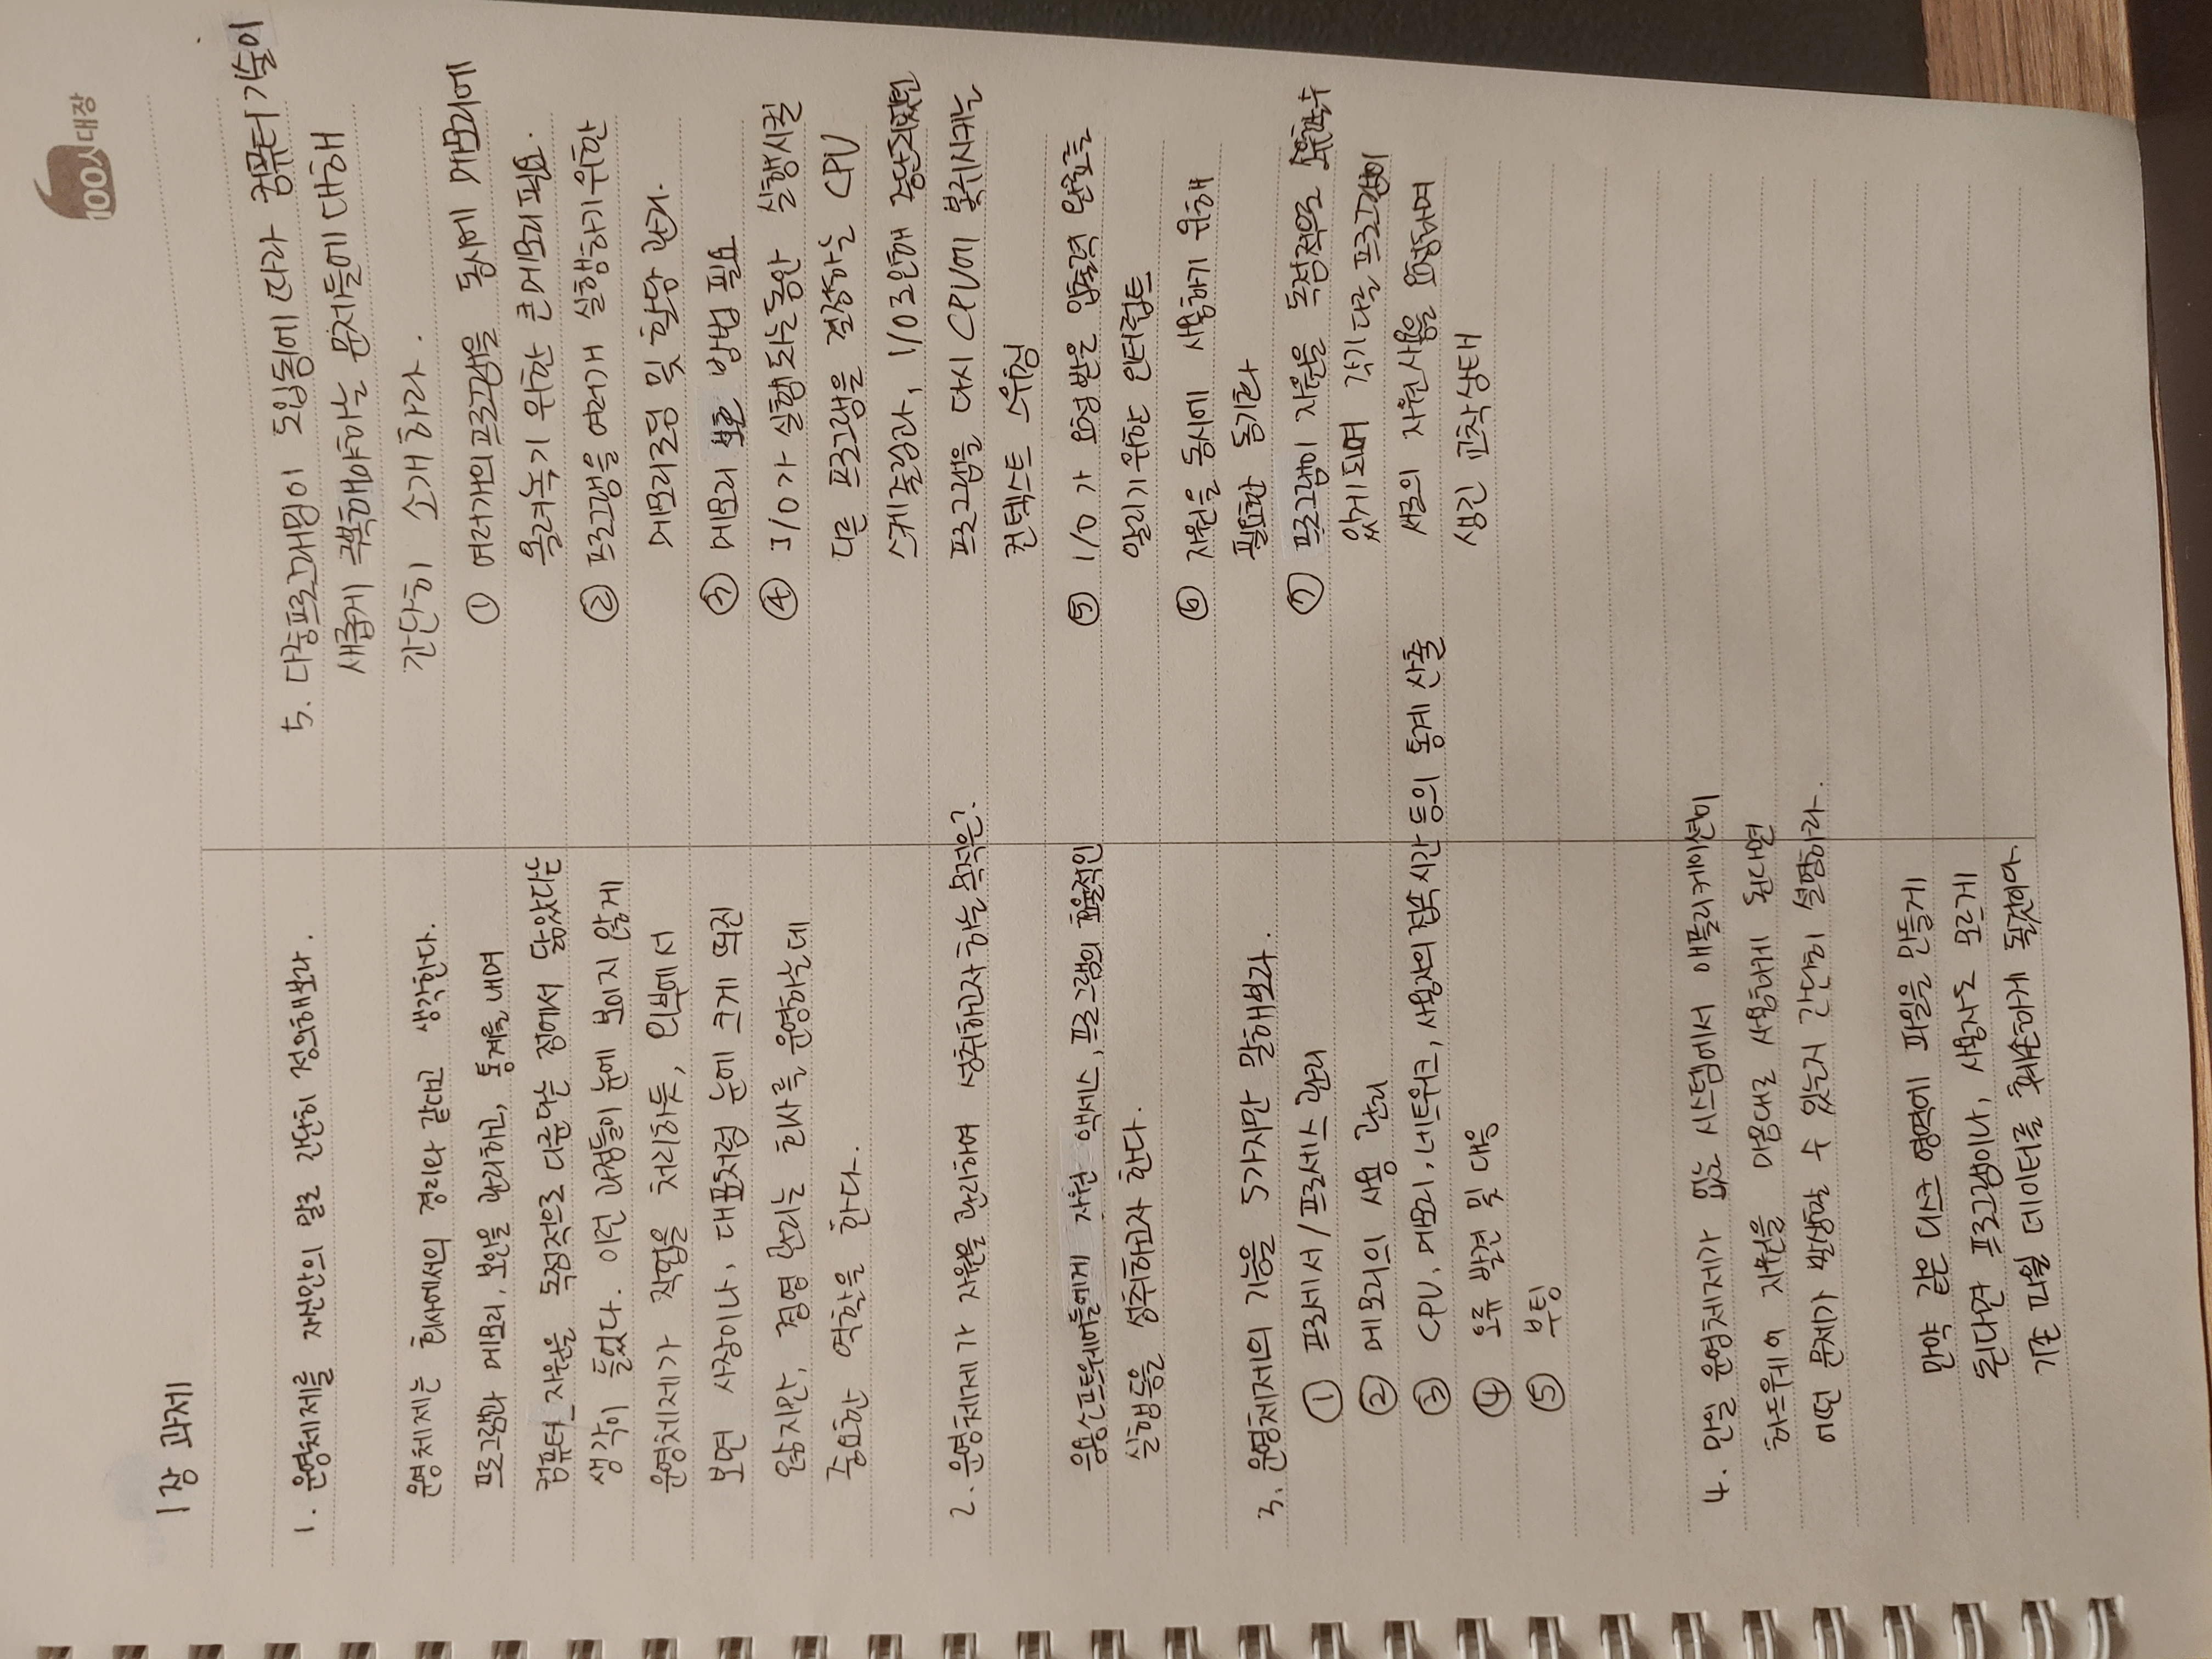 100人대장
1장 과제
1. 운영체제를 자신만의 말로 간단히 정의해보라.
운영체제는 회사에서의 경리와 같다고 생각한다.
프로그램과 메모리, 보안을 관리하고, 통계를 내며
컴퓨터 자원을 독점적으로 다룬다는 점에서 닮았다는
생각이 들었다. 이런 과정들이 눈에 보이지 않게
운영체제가 작업을 처리하듯, 외부에서
보면 사장이나, 대표처럼 눈에 크게 띄진
않지만, 경영 관리는 회사를 운영하는데
중요한 역할을 한다.
2. 운영체제가 자원을 관리하여 성취하고자 하는 목적은?
응용소프트웨어들에게 자원 액세스, 프로그램의 효율적인
실행 등을 성취하고자 한다.
3. 운영체제의 기능을 5가지만 말해보라.
① 프로세서/프로세스 관리
② 메모리의 사용 관리
③ CPU, 메모리, 네트워크, 사용자의 접속 시간 등의 통계 산출
④ 오류 발견 및 대응
⑤ 부팅
4. 만일 운영체제가 없는 시스템에서 애플리케이션이
하드웨어 자원을 마음대로 사용하게 된다면
어떤 문제가 발생할 수 있는지 간단히 설명하라.
만약 같은 디스크 영역에 파일을 만들게
된다면 프로그램이나, 사용자도 모르게
기존 파일 데이터를 훼손하게 될것이다.
5. 다중프로그래밍이 도입됨에 따라 컴퓨터 기술이
새롭게 극복해야하는 문제들에 대해
간단히 소개하라.
① 여러개의 프로그램을 동시에 메모리에
올려놓기 위한 큰 메모리 필요.
② 프로그램을 여러개 실행하기 위한
메모리로딩 및 할당 관리.
③ 메모리 보호 방법 필요
④ I/O가 실행 되는동안 실행시킬
다른 프로그램을 결정하는 CPU
스케줄링과, I/O로인해 중단되었던
프로그램을 다시 CPU에 복귀시키는
컨텍스트 스위칭
⑤ I/O가 요청 받은 입출력 완료를
알리기 위한 인터럽트
⑥ 자원을 동시에 사용하기 위해
필요한 동기화
⑦ 프로그램이 자원을 독점적으로 소유할수
있게되며 각기 다른 프로그램이
서로의 자원 사용을 요청하며
생긴 교착상태